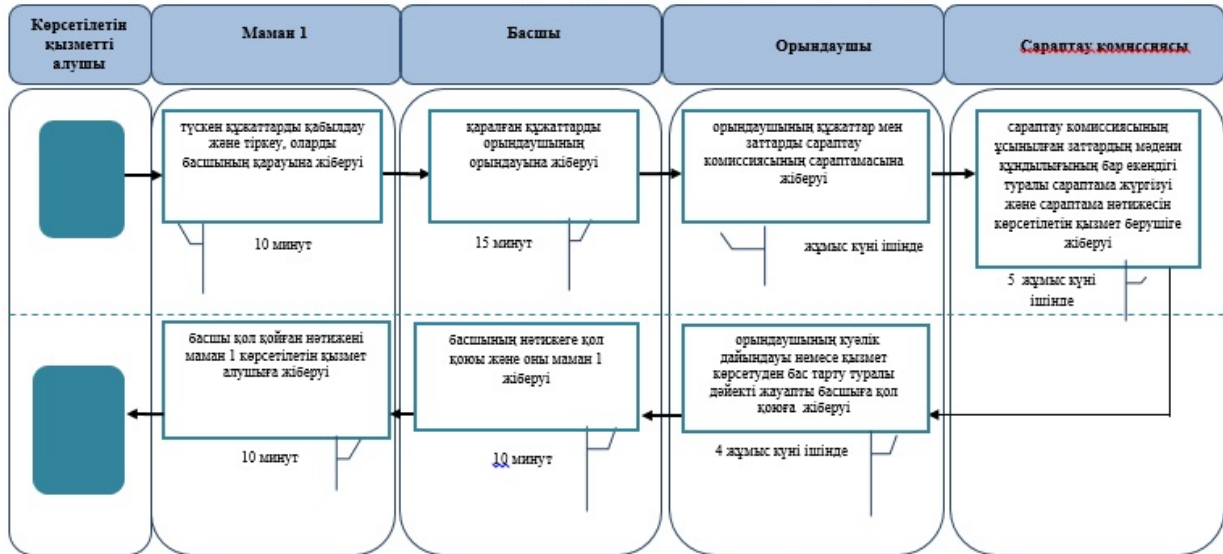 Көрсетілетін
қызметті
алушы
Маман 1
Басшы
Орындаушы
Сараптау комиссиясы
түскен құжаттарды қабылдау
және тіркеу, оларды
басшының қарауына жіберуі
10 минут
қаралған құжаттарды
орындаушының
орындауына жіберуі
15 минут
орындаушының құжаттар мен
заттарды сараптау
комиссиясының сараптамасына
жіберуі
жұмыс күні ішінде
сараптау комиссиясының
ұсынылған заттардың мәдени
құндылығының бар екендігі
туралы сараптама жүргізуі
және сараптама нәтижесін
көрсетілетін қызмет берушіге
жіберуі
5 жұмыс күні
ішінде
басшы қол қойған нәтижені
маман 1 көрсетілетін қызмет
алушыға жіберуі
10 минут
басшының нәтижеге қол
қоюы және оны маман 1
жіберуі
10 минут
орындаушының куәлік
дайындауы немесе қызмет
көрсетуден бас тарту туралы
дәйекті жауапты басшыға қол
қоюға жіберуі
4 жұмыс күні ішінде